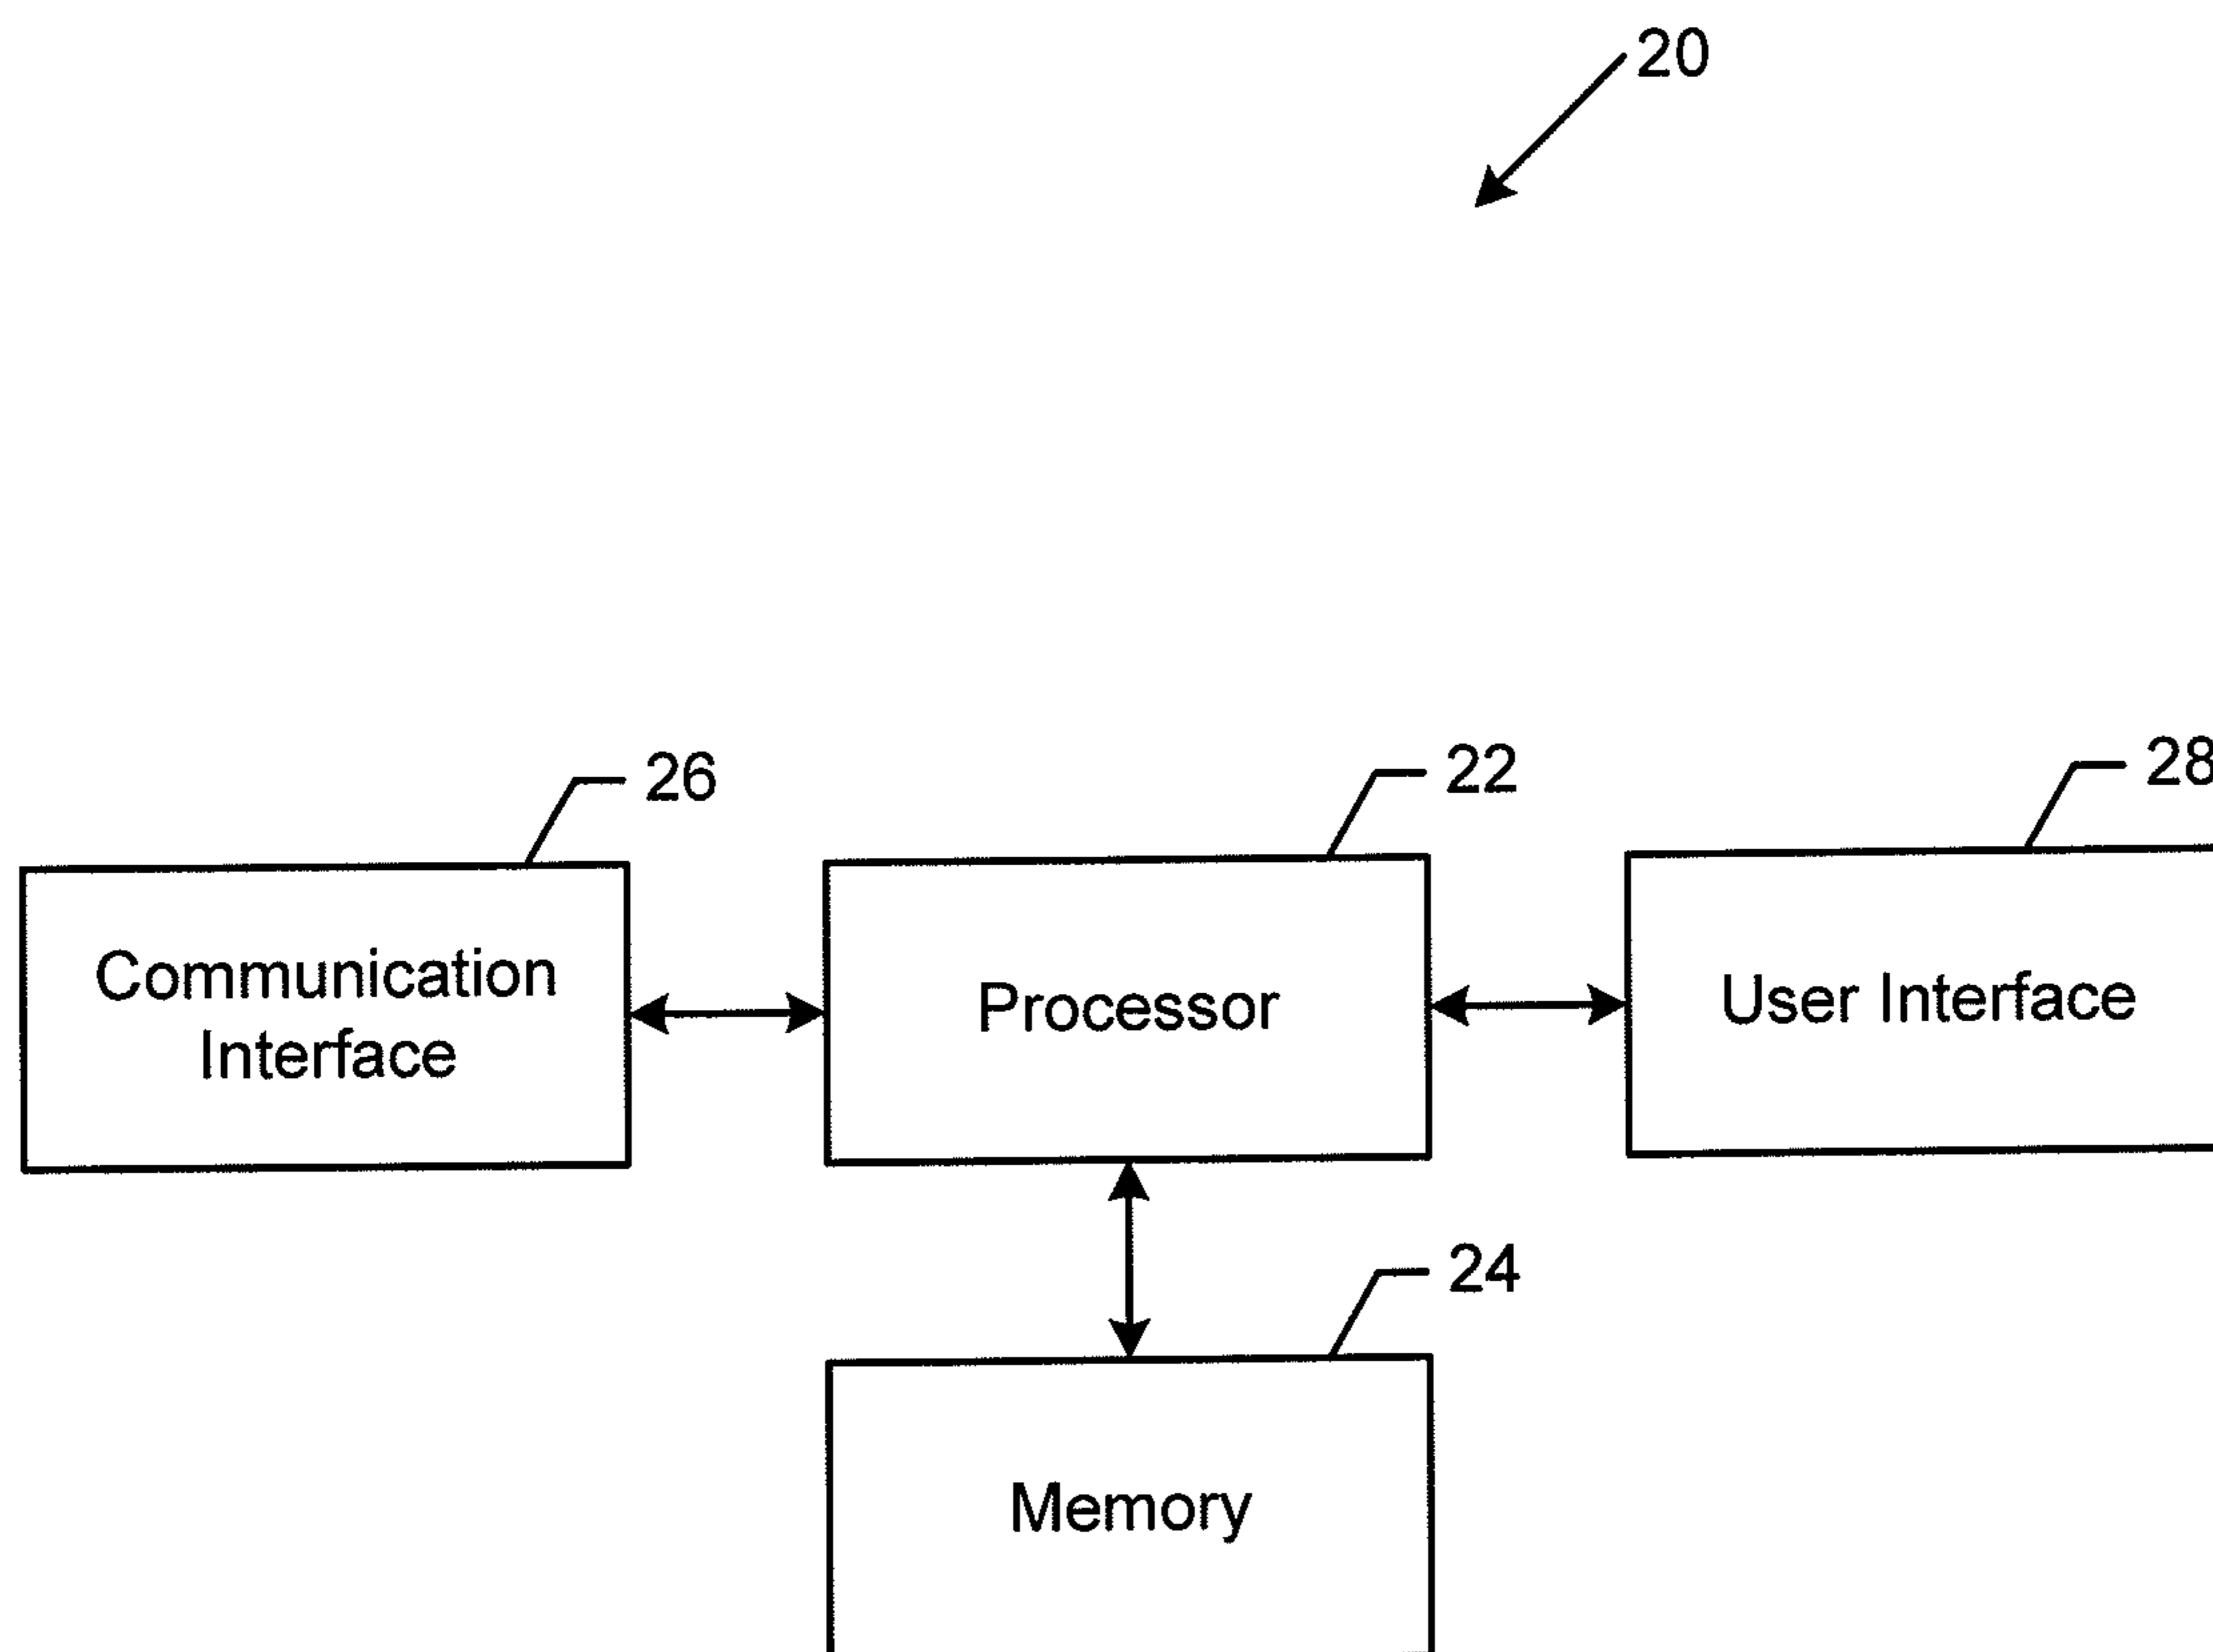 20
26
22
28
Communication
Interface
Processor
User Interface
24
Memory